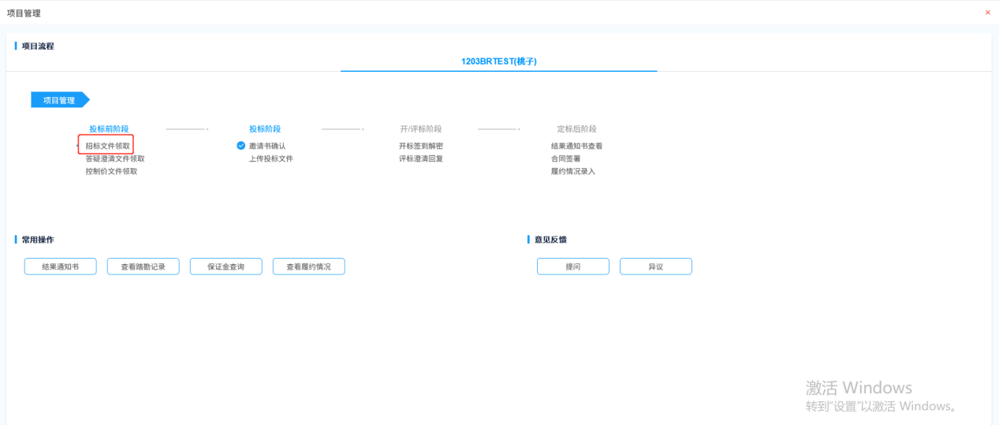 项目管理
×
项目流程
1203BRTEST(桃子)
项目管理
投标前阶段 投标阶段 开/评标阶段 定标后阶段
招标文件领取 邀请书确认 开标签到解密 结果通知书查看
答疑澄清文件领取 上传投标文件 评标澄清回复 合同签署
控制价文件领取 履约情况录入
常用操作 意见反馈
结果通知书 查看踏勘记录 保证金查询 查看履约情况 提问 异议
激活 Windows
转到"设置"以激活 Windows。